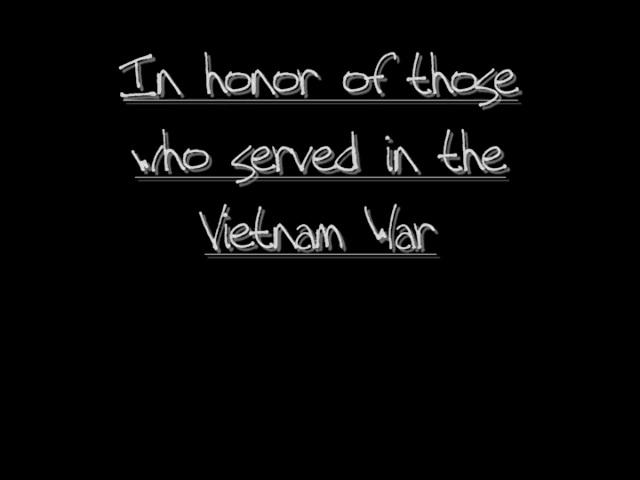 In honor of those
who served in the
Vietnam War